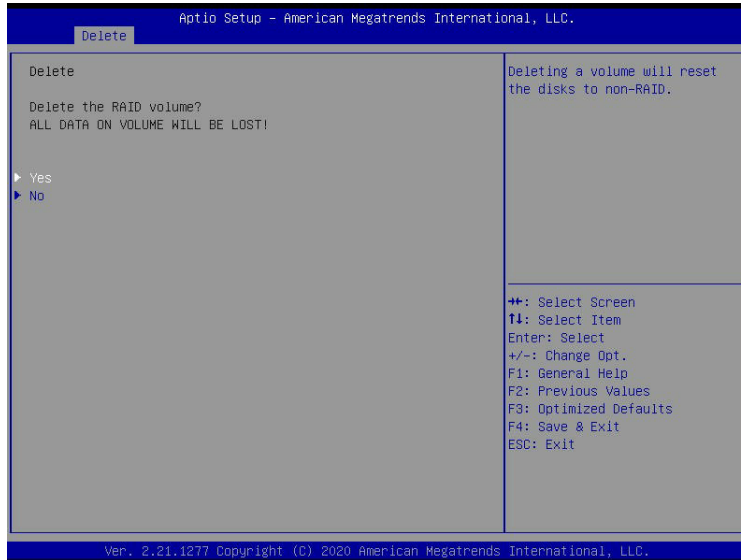 Aptio Setup – American Megatrends International, LLC.
Delete
Delete
Delete the RAID volume?
ALL DATA ON VOLUME WILL BE LOST!
Yes
No
Deleting a volume will reset
the disks to non-RAID.
→←: Select Screen
↑↓: Select Item
Enter: Select
+/-: Change Opt.
F1: General Help
F2: Previous Values
F3: Optimized Defaults
F4: Save & Exit
ESC: Exit
Ver. 2.21.1277 Copyright (C) 2020 American Megatrends International, LLC.